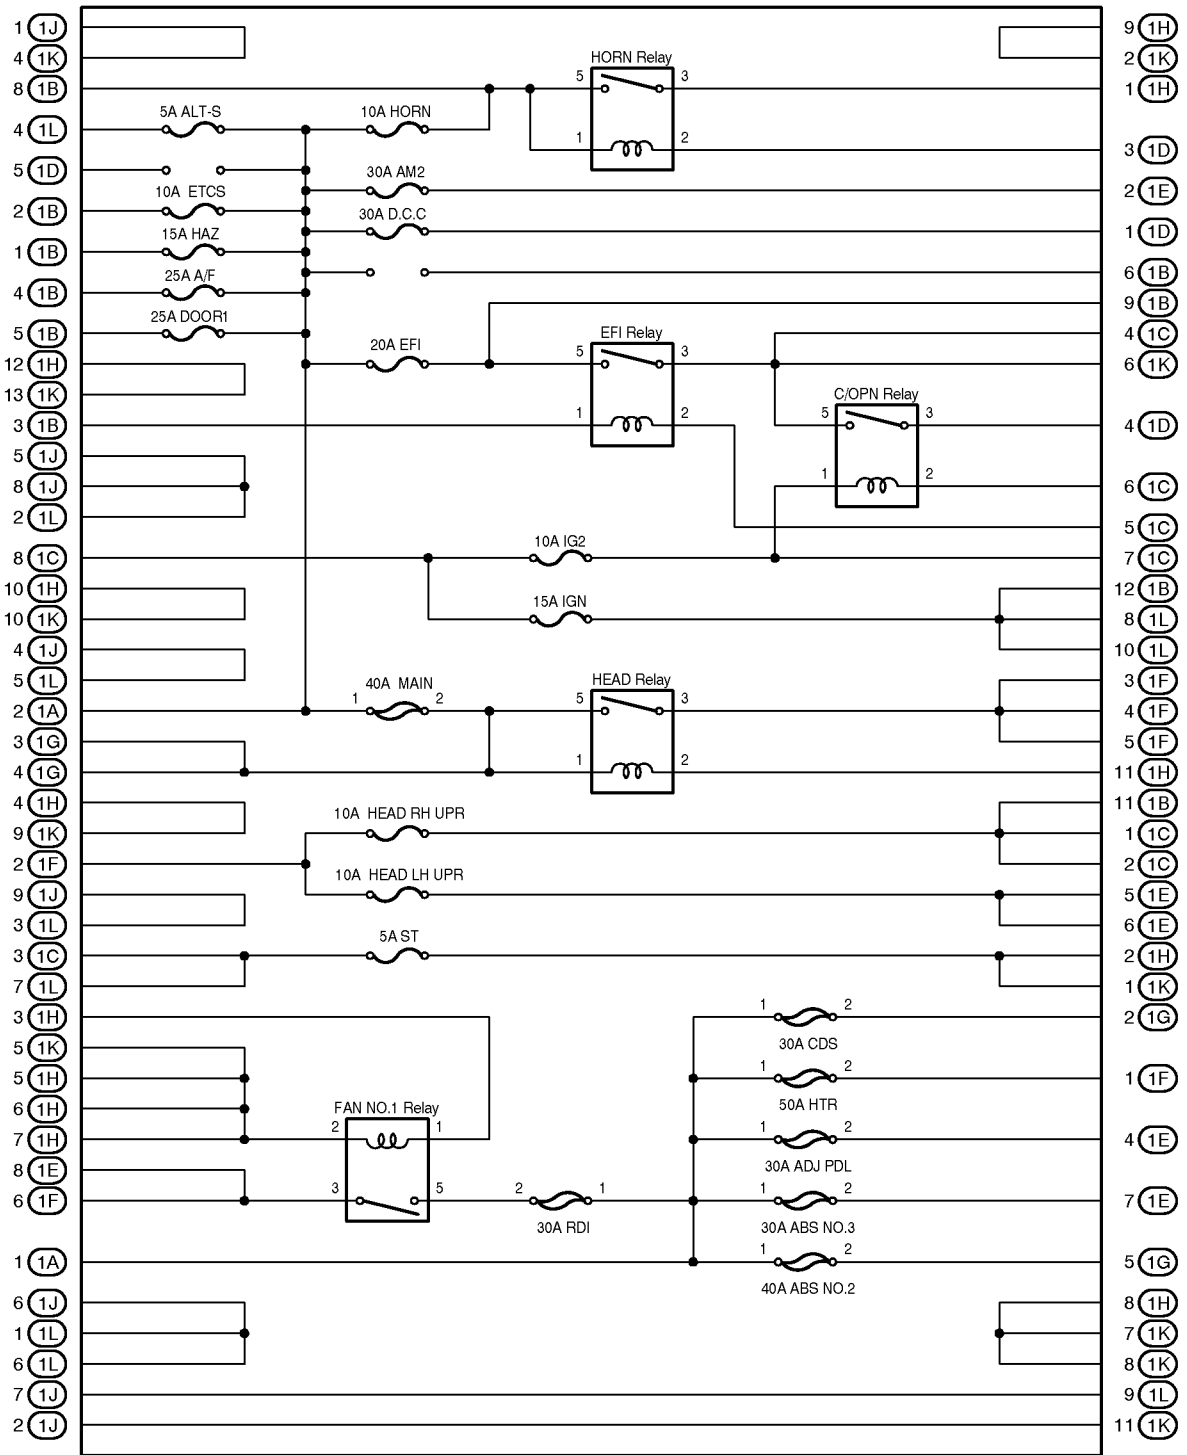 1 1J 9 1H
4 1K HORN Relay 2 1K
8 1B 5 3 1H 1
5A ALT-S 10A HORN
4 1L 1 2 3 1D
5 1D 30A AM2
10A ETCS 2 1E
2 1B 30A D.C.C
15A HAZ 1 1D
1 1B
25A A/F 6 1B
4 1B 9 1B
25A DOOR1 EFI Relay 4 1C
5 1B 20A EFI
12 1H 5 3 6 1K
13 1K C/OPN Relay
3 1B 1 2 5 3 4 1D
5 1J
8 1J 1 2 6 1C
2 1L 5 1C
10A IG2
8 1C 7 1C
10 1H 12 1B
15A IGN
10 1K 8 1L
4 1J 10 1L
5 1L 40A MAIN HEAD Relay 3 1F
2 1A 1 2 5 3 4 1F
3 1G 5 1F
4 1G 1 2 11 1H
4 1H 11 1B
10A HEAD RH UPR
9 1K 1 1C
2 1F 2 1C
10A HEAD LH UPR
9 1J 5 1E
3 1L 6 1E
5A ST
3 1C 2 1H
7 1L 1 1K
3 1H 1 2 2 1G
30A CDS
5 1K
5 1H 1 2 1 1F
50A HTR
6 1H FAN NO.1 Relay
7 1H 2 1 1 2 4 1E
30A ADJ PDL
8 1E
6 1F 3 5 2 1 1 2 7 1E
30A RDI 30A ABS NO.3
1 1A 1 2 5 1G
40A ABS NO.2
6 1J 8 1H
1 1L 7 1K
6 1L 8 1K
7 1J 9 1L
2 1J 11 1K